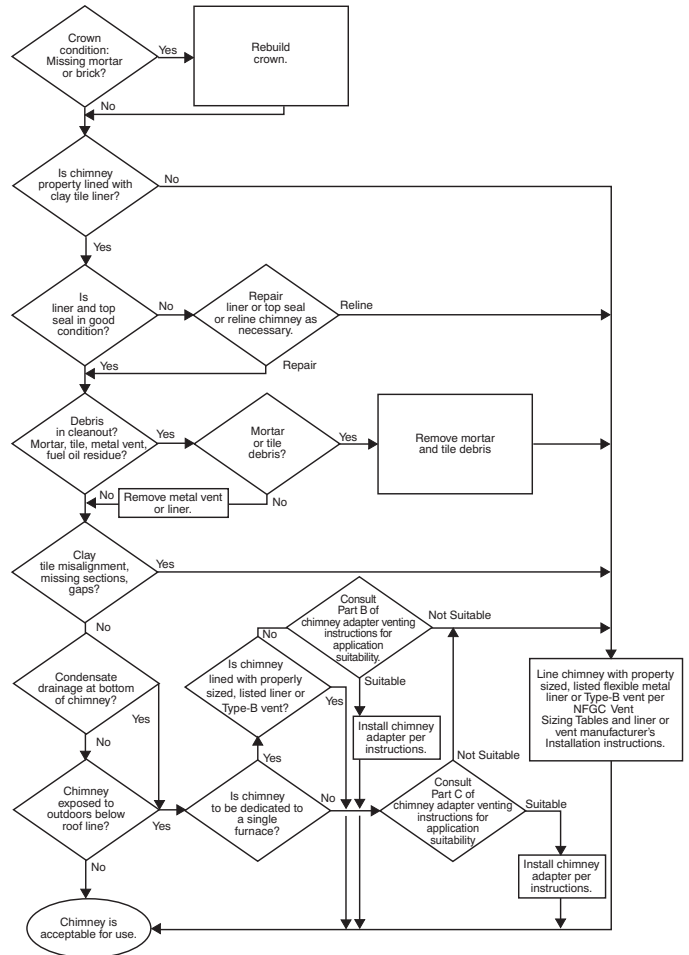 Crown
condition:
Missing mortar
or brick?
Yes
Rebuild
crown.
No
Is chimney
property lined with
clay tile liner?
No
Yes
Is
liner and top
seal in good
condition?
No
Repair
liner or top seal
or reline chimney as
necessary.
Reline
Yes
Repair
Debris
in cleanout?
Mortar, tile, metal vent,
fuel oil residue?
Yes
Mortar
or tile
debris?
Yes
Remove mortar
and tile debris
No
Remove metal vent
or liner.
No
Clay
tile misalignment,
missing sections,
gaps?
Yes
No
Condensate
drainage at bottom
of chimney?
Yes
No
Is chimney
lined with properly
sized, listed liner or
Type-B vent?
No
Yes
Consult
Part B of
chimney adapter venting
instructions for
application
suitability.
Not Suitable
Suitable
Install chimney
adapter per
instructions.
Line chimney with property
sized, listed flexible metal
liner or Type-B vent per
NFGC Vent
Sizing Tables and liner or
vent manufacturer's
Installation instructions.
Chimney
exposed to
outdoors below
roof line?
Yes
No
Is chimney
to be dedicated to
a single
furnace?
Yes
No
Consult
Part C of
chimney adapter venting
instructions for
application
suitability
Not Suitable
Suitable
Install chimney
adapter per
instructions.
Chimney is
acceptable for use.